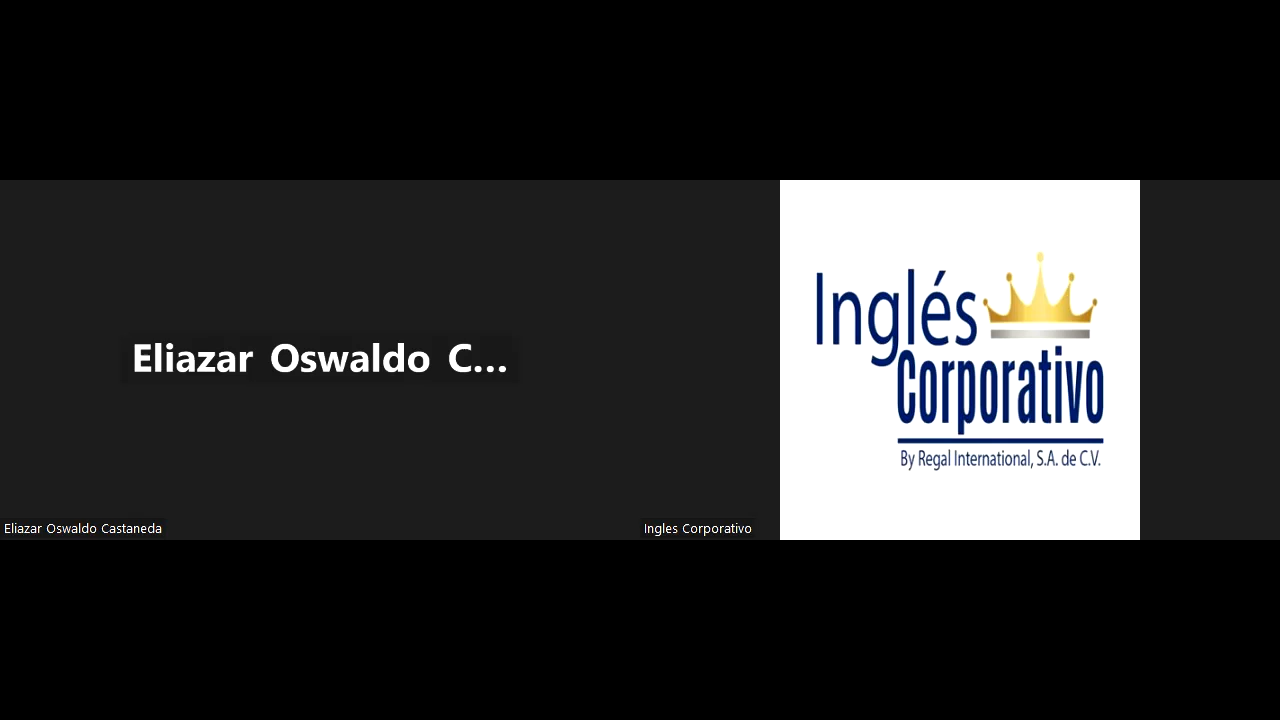 Eliazar Oswaldo C...
Eliazar Oswaldo Castaneda
Inglés
Corporativo
By Regal International, S.A. de C.V.
Ingles Corporativo